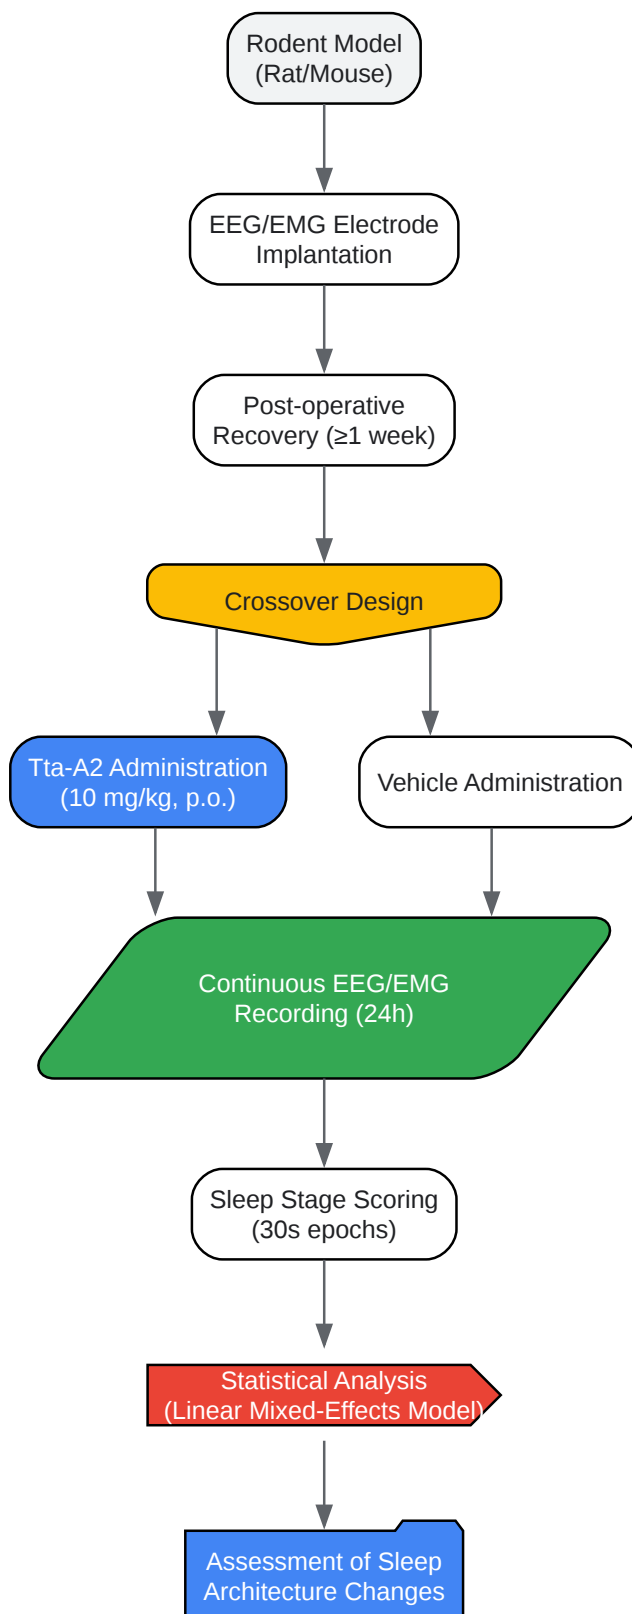 Rodent Model
(Rat/Mouse)
EEG/EMG Electrode
Implantation
Post-operative
Recovery (≥1 week)
Crossover Design
Tta-A2 Administration
(10 mg/kg, p.o.)
Vehicle Administration
Continuous EEG/EMG
Recording (24h)
Sleep Stage Scoring
(30s epochs)
Statistical Analysis
(Linear Mixed-Effects Model)
Assessment of Sleep
Architecture Changes